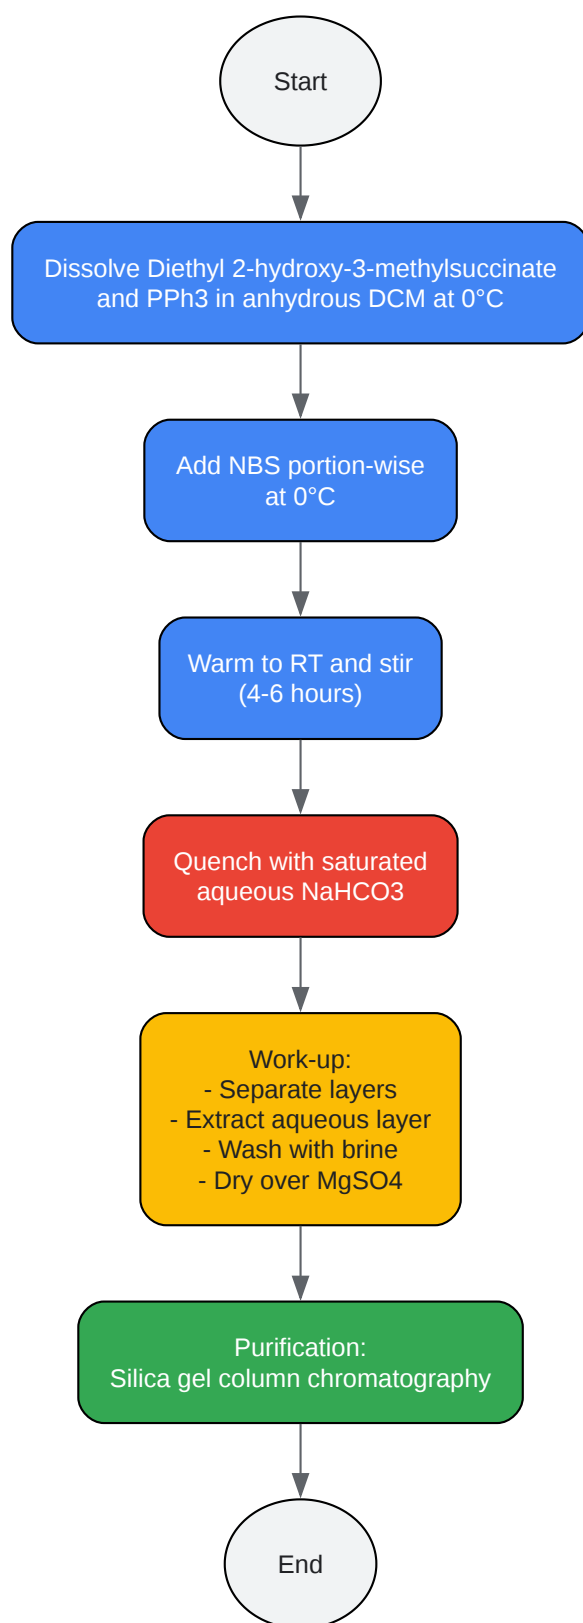 Start
Dissolve Diethyl 2-hydroxy-3-methylsuccinate
and PPh3 in anhydrous DCM at 0°C
Add NBS portion-wise
at 0°C
Warm to RT and stir
(4-6 hours)
Quench with saturated
aqueous NaHCO3
Work-up:
- Separate layers
- Extract aqueous layer
- Wash with brine
- Dry over MgSO4
Purification:
Silica gel column chromatography
End